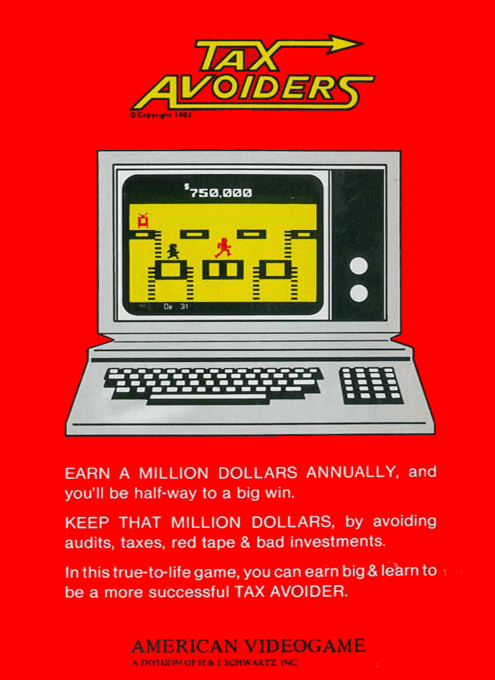 TAX
AVOIDERS
© Copyright 1982
$750,000
De 31
EARN A MILLION DOLLARS ANNUALLY, and
you'll be half-way to a big win.
KEEP THAT MILLION DOLLARS, by avoiding
audits, taxes, red tape & bad investments.
In this true-to-life game, you can earn big & learn to
be a more successful TAX AVOIDER.
AMERICAN VIDEOGAME
A DIVISION OF H & J SCHWARTZ, INC